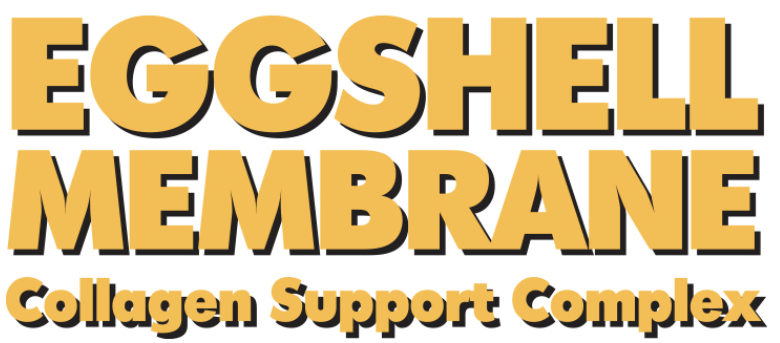 EGGSHELL
MEMBRANE
Collagen Support Complex